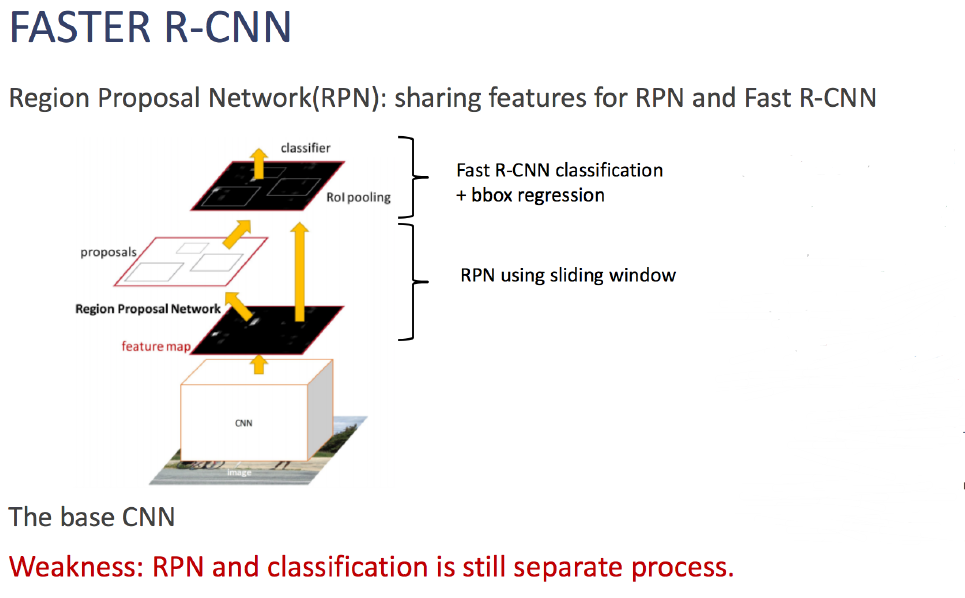 FASTER R-CNN
Region Proposal Network(RPN): sharing features for RPN and Fast R-CNN
classifier
RoI pooling
Fast R-CNN classification
+ bbox regression
proposals
RPN using sliding window
Region Proposal Network
feature map
CNN
image
The base CNN
Weakness: RPN and classification is still separate process.